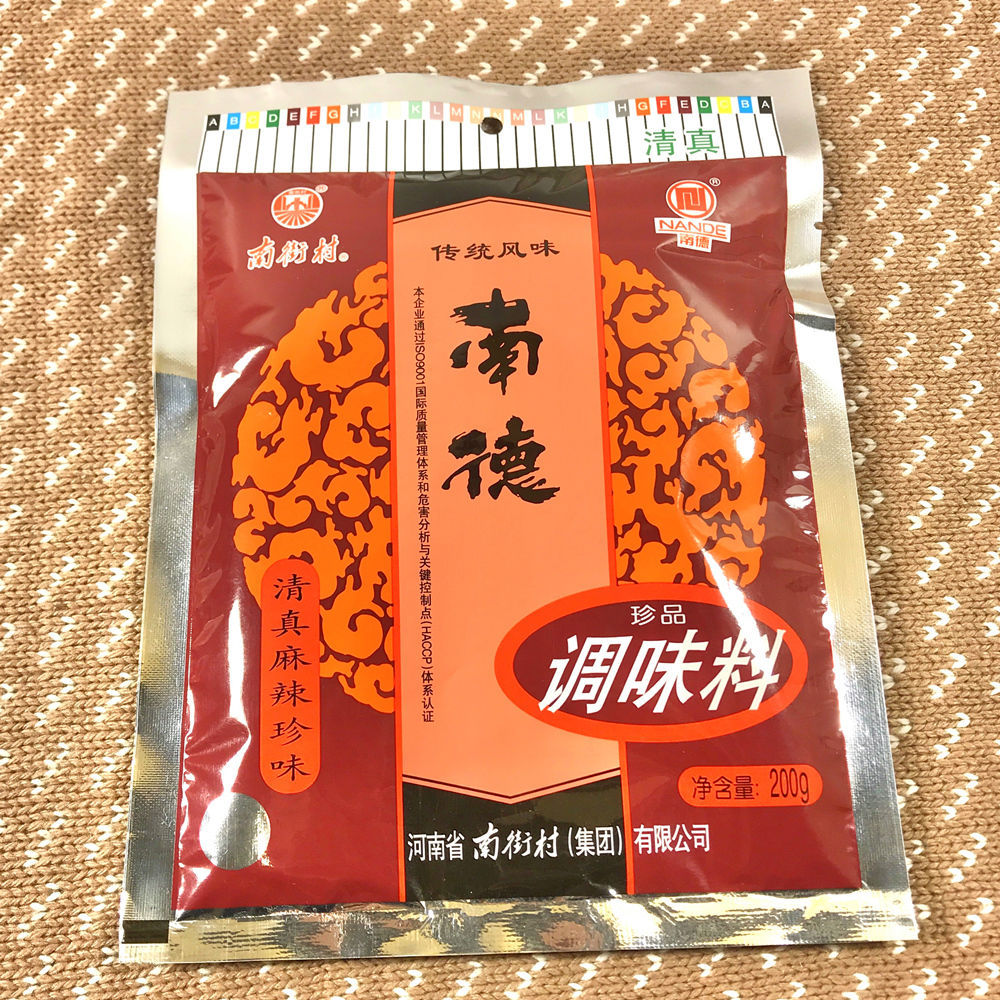 A B C D E F G H K L M N N M M L K H G F E D C B A
清真
南街村
南街村®
®
NANDE
南德
传统风味
南德
本企业通过ISO9001国际质量管理体系和危害分析与关键控制点(HACCP)体系认证
清真麻辣珍味
珍品
调味料
净含量: 200g
河南省南街村(集团)有限公司